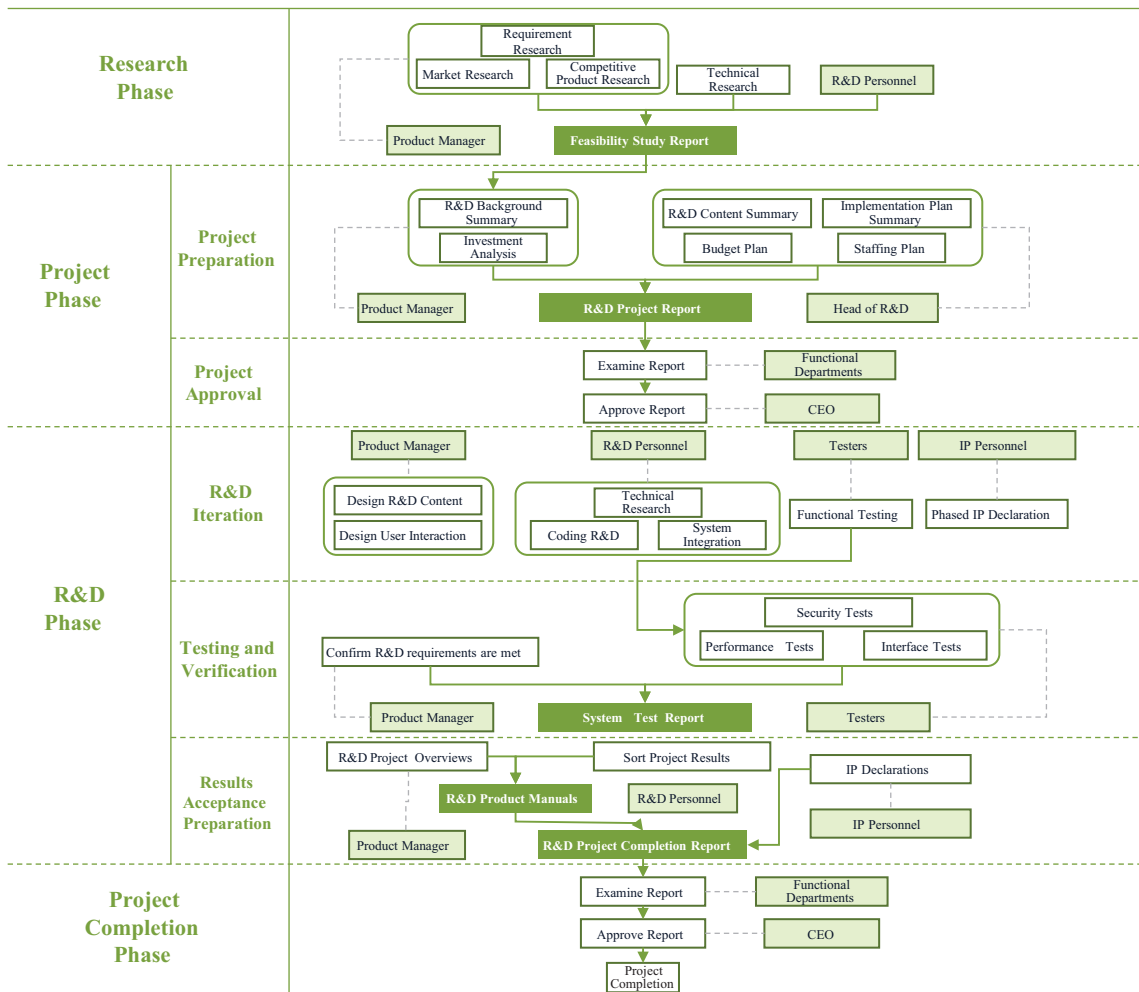 Research
Phase
Requirement
Research
Market Research
Competitive
Product Research
Technical
Research
R&D Personnel
Product Manager
Feasibility Study Report
Project
Phase
Project
Preparation
R&D Background
Summary
Investment
Analysis
R&D Content Summary
Implementation Plan
Summary
Budget Plan
Staffing Plan
Product Manager
R&D Project Report
Head of R&D
Project
Approval
Examine Report
Functional
Departments
Approve Report
CEO
R&D
Phase
R&D
Iteration
Product Manager
R&D Personnel
Testers
IP Personnel
Design R&D Content
Design User Interaction
Technical
Research
Coding R&D
System
Integration
Functional Testing
Phased IP Declaration
Testing and
Verification
Security Tests
Performance Tests
Interface Tests
Confirm R&D requirements are met
Product Manager
System Test Report
Testers
Results
Acceptance
Preparation
R&D Project Overviews
Sort Project Results
IP Declarations
R&D Product Manuals
R&D Personnel
IP Personnel
Product Manager
R&D Project Completion Report
Project
Completion
Phase
Examine Report
Functional
Departments
Approve Report
CEO
Project
Completion